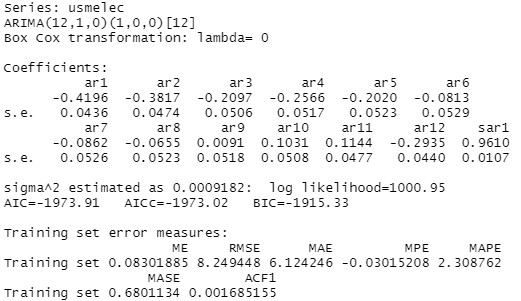 Series: usmelec
ARIMA(12,1,0)(1,0,0)[12]
Box Cox transformation: lambda= 0
Coefficients:
ar1 ar2 ar3 ar4 ar5 ar6
-0.4196 -0.3817 -0.2097 -0.2566 -0.2020 -0.0813
s.e. 0.0436 0.0474 0.0506 0.0517 0.0523 0.0529
ar7 ar8 ar9 ar10 ar11 ar12 sar1
-0.0862 -0.0655 0.0091 0.1031 0.1144 -0.2935 0.9610
s.e. 0.0526 0.0523 0.0518 0.0508 0.0477 0.0440 0.0107
sigma^2 estimated as 0.0009182: log likelihood=1000.95
AIC=-1973.91 AICc=-1973.02 BIC=-1915.33
Training set error measures:
ME RMSE MAE MPE MAPE
Training set 0.08301885 8.249448 6.124246 -0.03015208 2.308762
MASE ACF1
Training set 0.6801134 0.001685155